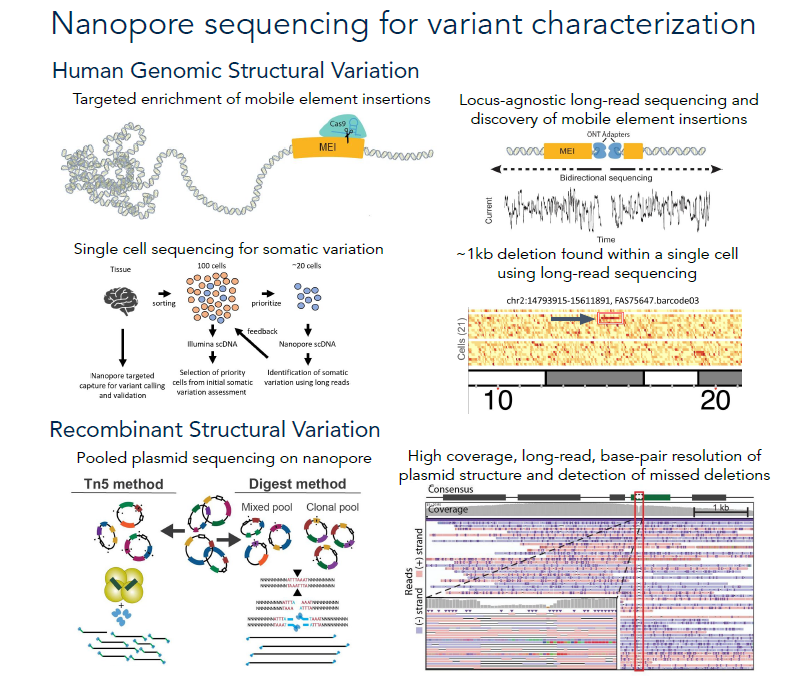 Nanopore sequencing for variant characterization
Human Genomic Structural Variation
Targeted enrichment of mobile element insertions
Cas9
MEI
Locus-agnostic long-read sequencing and
discovery of mobile element insertions
ONT Adapters
MEI
Bidirectional sequencing
Current
Time
Single cell sequencing for somatic variation
Tissue
100 cells
~20 cells
sorting
prioritize
feedback
Illumina scDNA
Nanopore scDNA
Nanopore targeted
capture for variant calling
and validation
Selection of priority
cells from initial somatic
variation assessment
Identification of somatic
variation using long reads
~1kb deletion found within a single cell
using long-read sequencing
chr2:14793915-15611891, FAS75647.barcode03
Cells (21)
10
20
Recombinant Structural Variation
Pooled plasmid sequencing on nanopore
Tn5 method
Digest method
Mixed pool
Clonal pool
+
High coverage, long-read, base-pair resolution of
plasmid structure and detection of missed deletions
Consensus
Coverage
1 kb
Reads
(-) strand
(+) strand